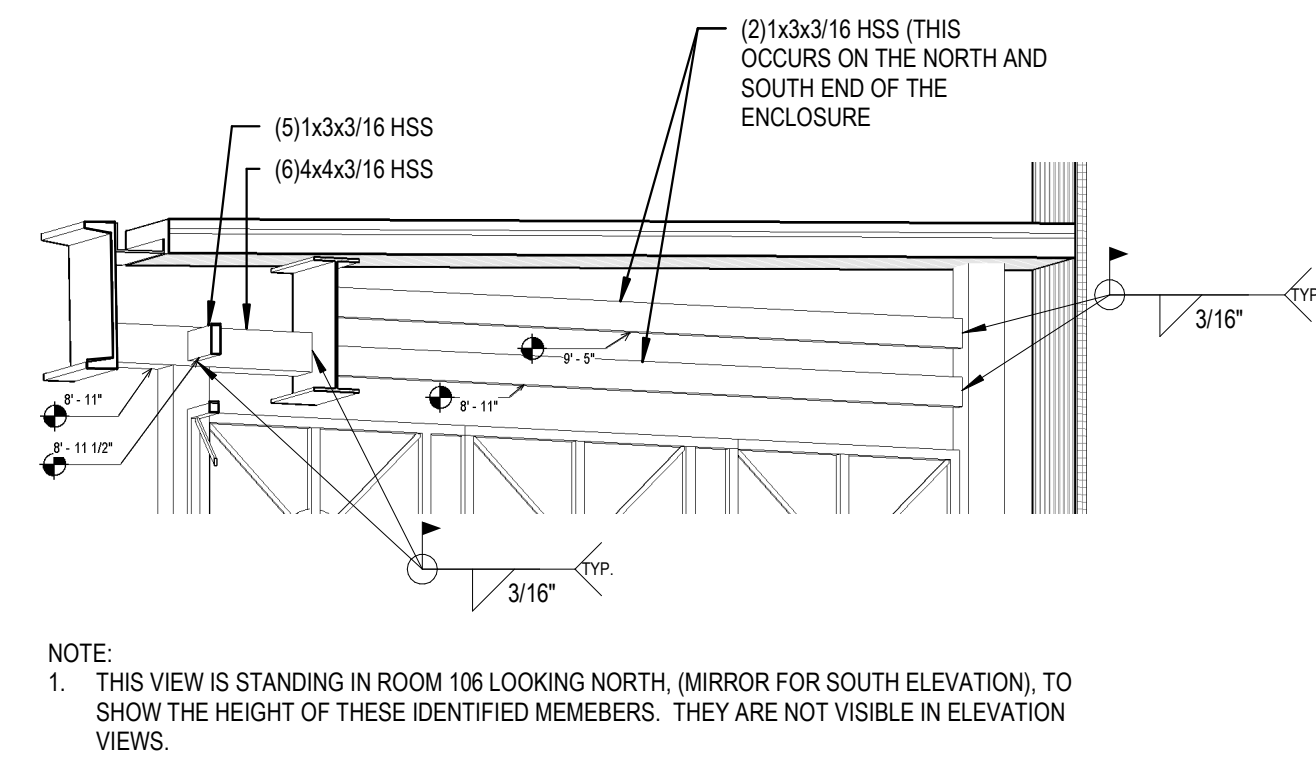 (2)1x3x3/16 HSS (THIS
OCCURS ON THE NORTH AND
SOUTH END OF THE
ENCLOSURE
(5)1x3x3/16 HSS
(6)4x4x3/16 HSS
TYP
3/16"
9' - 5"
8' - 11"
8' - 11"
8' - 11 1/2"
TYP.
3/16"
NOTE:
1. THIS VIEW IS STANDING IN ROOM 106 LOOKING NORTH, (MIRROR FOR SOUTH ELEVATION), TO
SHOW THE HEIGHT OF THESE IDENTIFIED MEMEBERS. THEY ARE NOT VISIBLE IN ELEVATION
VIEWS.